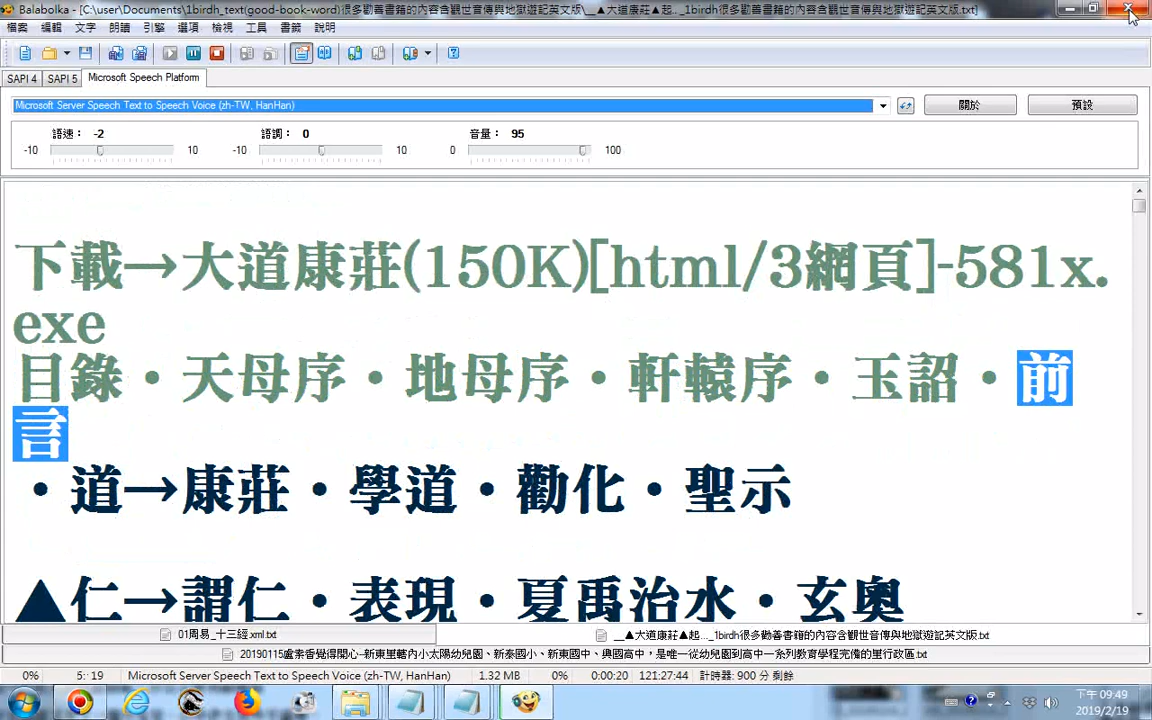 Balabolka - [C:\user\Documents\1birdh_text(good-book-word)很多勸善書籍的內容含觀世音傳與地獄遊記英文版\__▲大道康莊▲起.._1birdh很多勸善書籍的內容含觀世音傳與地獄遊記英文版.txt]
檔案 編輯 文字 朗讀 引擎 選項 檢視 工具 書籤 說明
SAPI 4 SAPI 5 Microsoft Speech Platform
Microsoft Server Speech Text to Speech Voice (zh-TW, HanHan)
關於 預設
語速： -2 語調： 0 音量： 95
-10 10 -10 10 0 100
下載→大道康莊(150K)[html/3網頁]-581x.
exe
目錄・天母序・地母序・軒轅序・玉詔・前
言
・道→康莊・學道・勸化・聖示
▲仁→謂仁・表現・夏禹治水・玄奧
01周易_十三經.xml.txt
__▲大道康莊▲起..._1birdh很多勸善書籍的內容含觀世音傳與地獄遊記英文版.txt
20190115盧素香覺得開心-新東里轄內小太陽幼兒園、新泰國小、新東國中、興國高中，是唯一從幼兒園到高中一系列教育學程完備的里行政區.txt
0% 5: 19 Microsoft Server Speech Text to Speech Voice (zh-TW, HanHan) 1.32 MB 0% 0:00:20 121:27:44 計時器: 900 分 剩餘
下午 09:49
2019/2/19